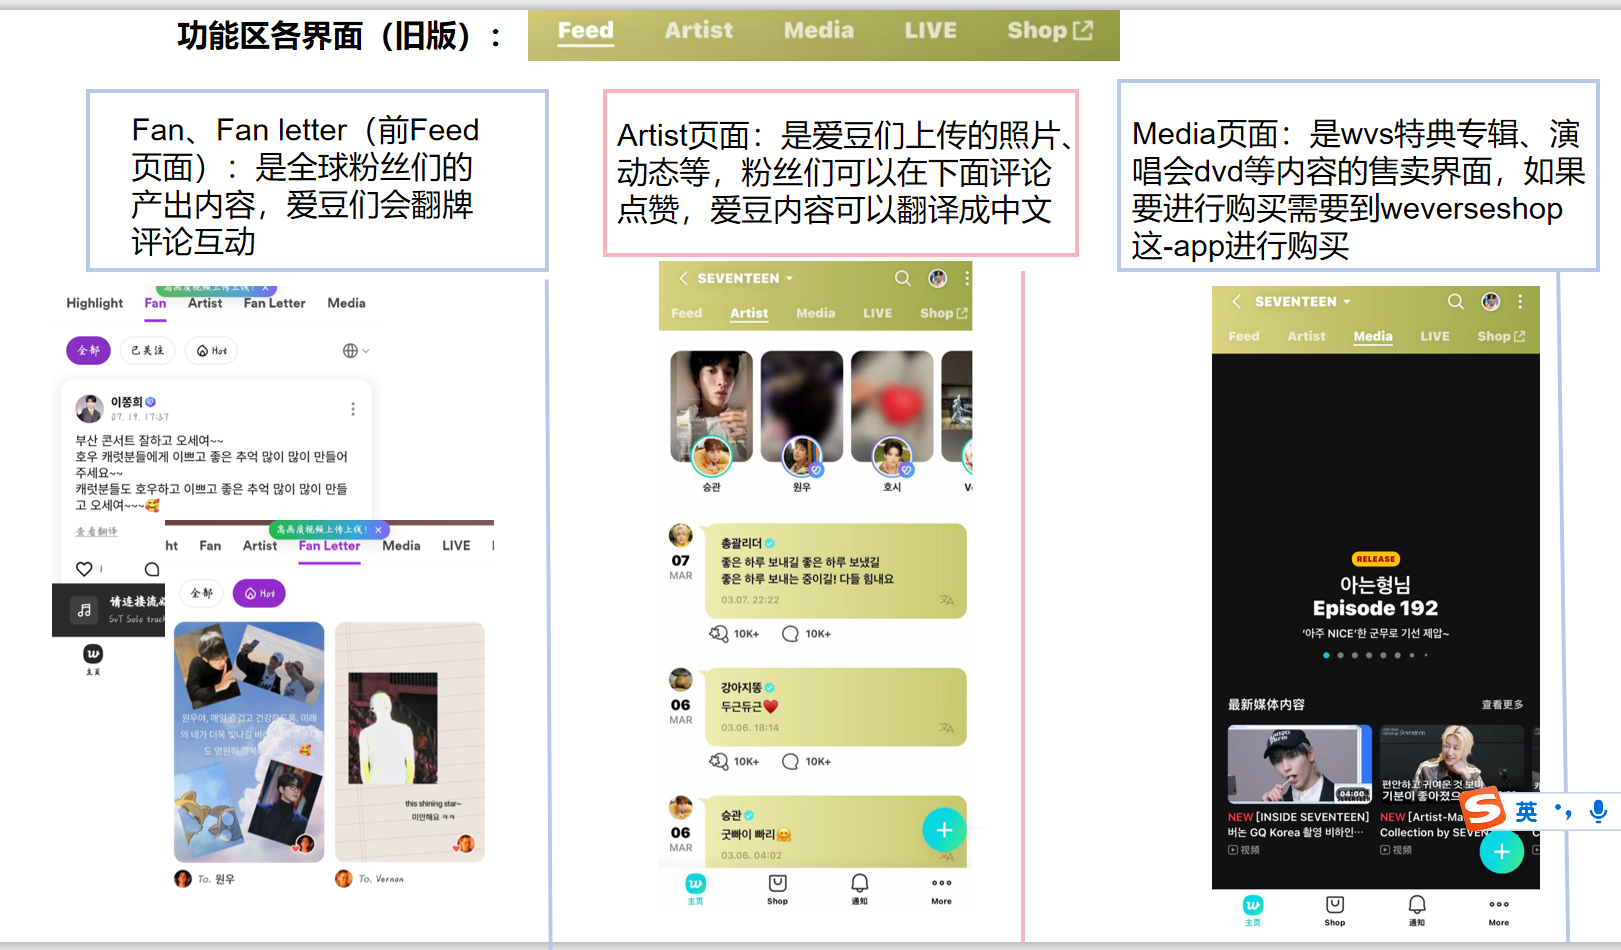 功能区各界面（旧版）：
Feed Artist Media LIVE Shop
Fan、Fan letter（前Feed
页面）：是全球粉丝们的
产出内容，爱豆们会翻牌
评论互动
Artist页面：是爱豆们上传的照片、
动态等，粉丝们可以在下面评论
点赞，爱豆内容可以翻译成中文
Media页面：是wvs特典专辑、演
唱会dvd等内容的售卖界面，如果
要进行购买需要到weverseshop
这-app进行购买
高画质视频上传上线！ ×
Highlight Fan Artist Fan Letter Media
全部 已关注 Hot
이쫑희
07. 19. 17:37
부산 콘서트 잘하고 오세여~~
호우 캐럿분들에게 이쁘고 좋은 추억 많이 많이 만들어
주세요~~
캐럿분들도 호우하고 이쁘고 좋은 추억 많이 많이 만들
고 오세여~~~
查看翻译
1
请连接流
SVT Solo track
主页
高画质视频上传上线！ ×
ht Fan Artist Fan Letter Media LIVE
全部 Hot
원우야, 매일 즐겁고 건강하도록, 미래
의 네가 더욱 빛나길 바
도 영원히 행복
this shining star~
미안해요 ㅋㅋ
To. 원우
To. Vernon
SEVENTEEN
Feed Artist Media LIVE Shop
승관 원우 호시
07
MAR
총괄리더
좋은 하루 보내길 좋은 하루 보냈길
좋은 하루 보내는 중이길! 다들 힘내요
03.07. 22:22
10K+ 10K+
06
MAR
강아지똥
두근듀근
03.06. 18:14
10K+ 10K+
06
MAR
승관
굿빠이 빠리
03.06. 04:02
主页 Shop 通知 More
SEVENTEEN
Feed Artist Media LIVE Shop
RELEASE
아는형님
Episode 192
‘아주 NICE’한 군무로 기선 제압~
最新媒体内容 查看更多
04:00
편안하고 귀여운 것 보며
기분이 좋아졌으
NEW [INSIDE SEVENTEEN]
버논 GQ Korea 촬영 비하인…
视频
NEW [Artist-Ma
Collection by SEVEN
视频
英
主页 Shop 通知 More